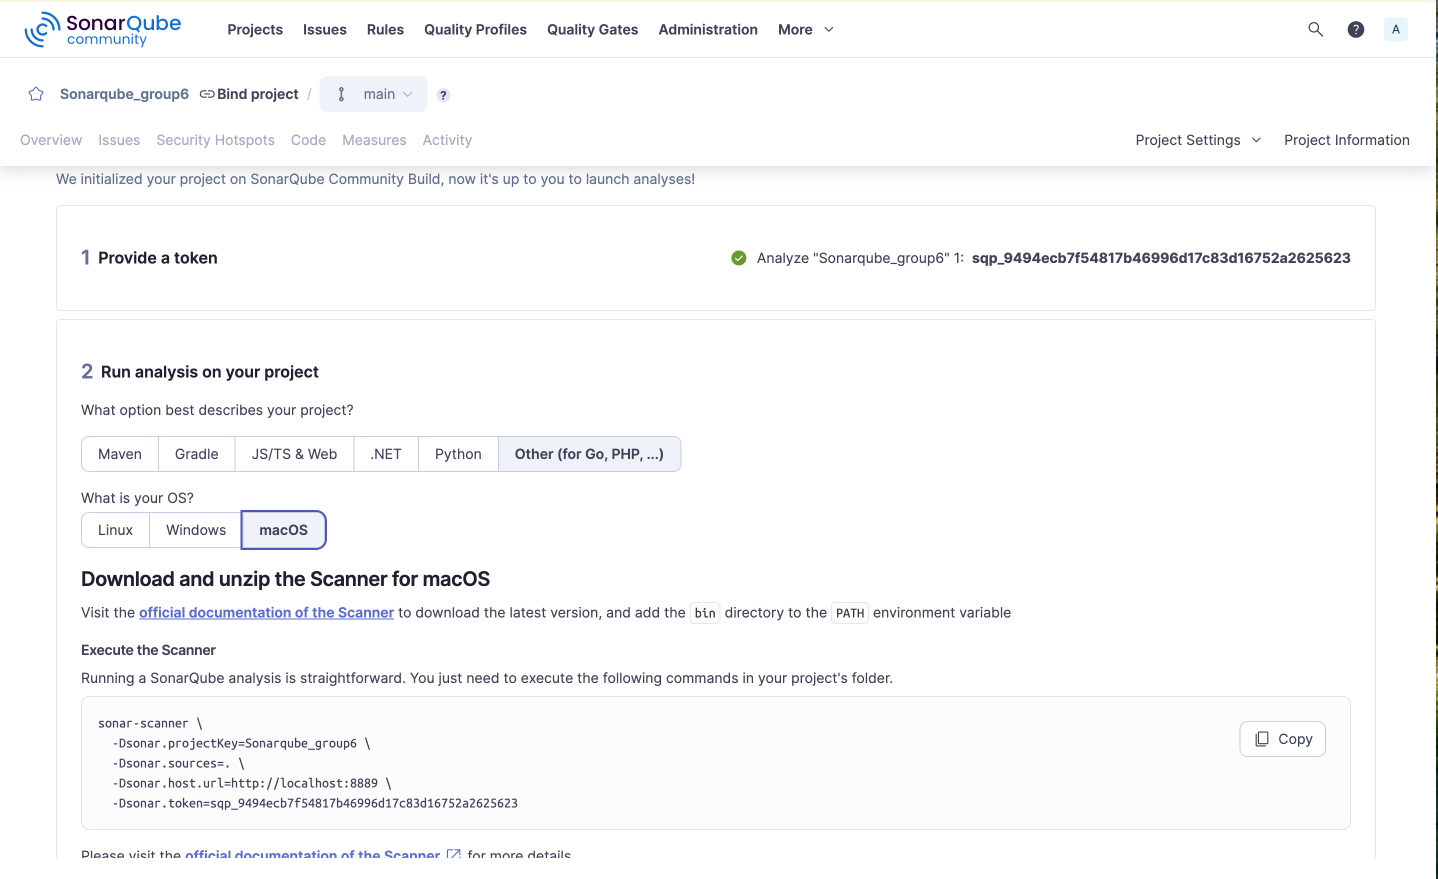 SonarQube community
Projects Issues Rules Quality Profiles Quality Gates Administration More ? A
Sonarqube_group6 Bind project / main ?
Overview Issues Security Hotspots Code Measures Activity Project Settings Project Information
We initialized your project on SonarQube Community Build, now it's up to you to launch analyses!
1 Provide a token Analyze "Sonarqube_group6" 1: sqp_9494ecb7f54817b46996d17c83d16752a2625623
2 Run analysis on your project
What option best describes your project?
Maven Gradle JS/TS & Web .NET Python Other (for Go, PHP, ...)
What is your OS?
Linux Windows macOS
Download and unzip the Scanner for macOS
Visit the official documentation of the Scanner to download the latest version, and add the bin directory to the PATH environment variable
Execute the Scanner
Running a SonarQube analysis is straightforward. You just need to execute the following commands in your project's folder.
sonar-scanner \
-Dsonar.projectKey=Sonarqube_group6 \
-Dsonar.sources=. \
-Dsonar.host.url=http://localhost:8889 \
-Dsonar.token=sqp_9494ecb7f54817b46996d17c83d16752a2625623
Copy
Please visit the official documentation of the Scanner for more details